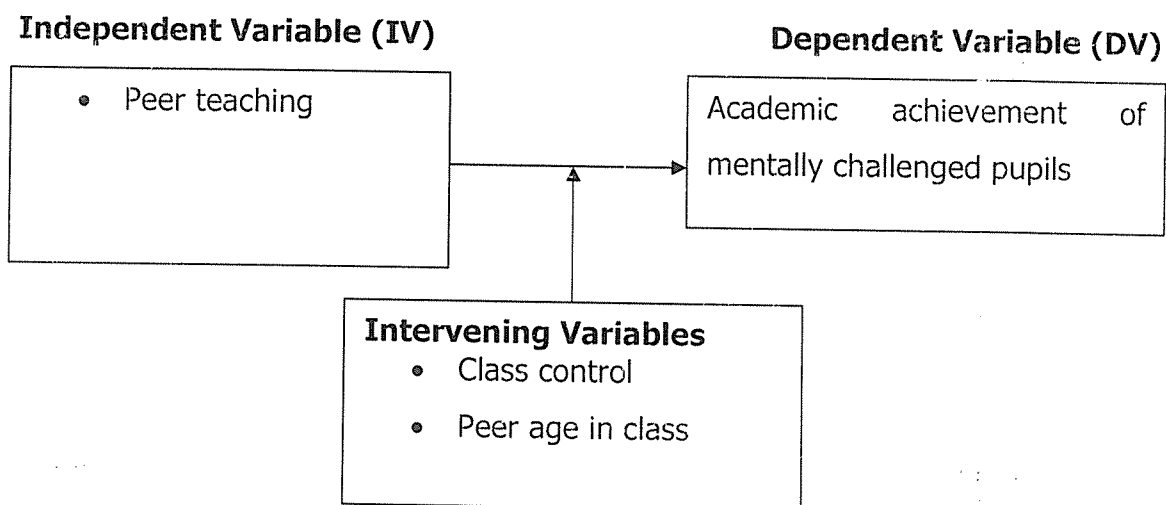 Independent Variable (IV)
Dependent Variable (DV)
• Peer teaching
Academic achievement of
mentally challenged pupils
Intervening Variables
• Class control
• Peer age in class